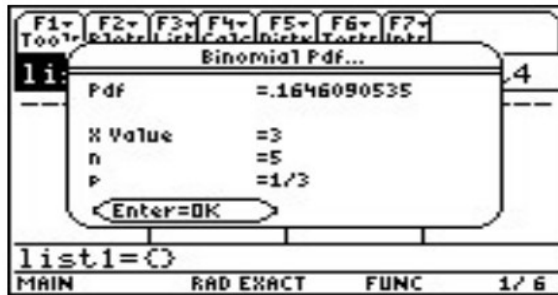 F1 F2 F3 F4 F5 F6 F7
Binomial Pdf...
Pdf =.1646090535
X Value =3
n =5
p =1/3
Enter=OK
list1={}
MAIN RAD EXACT FUNC 1/6